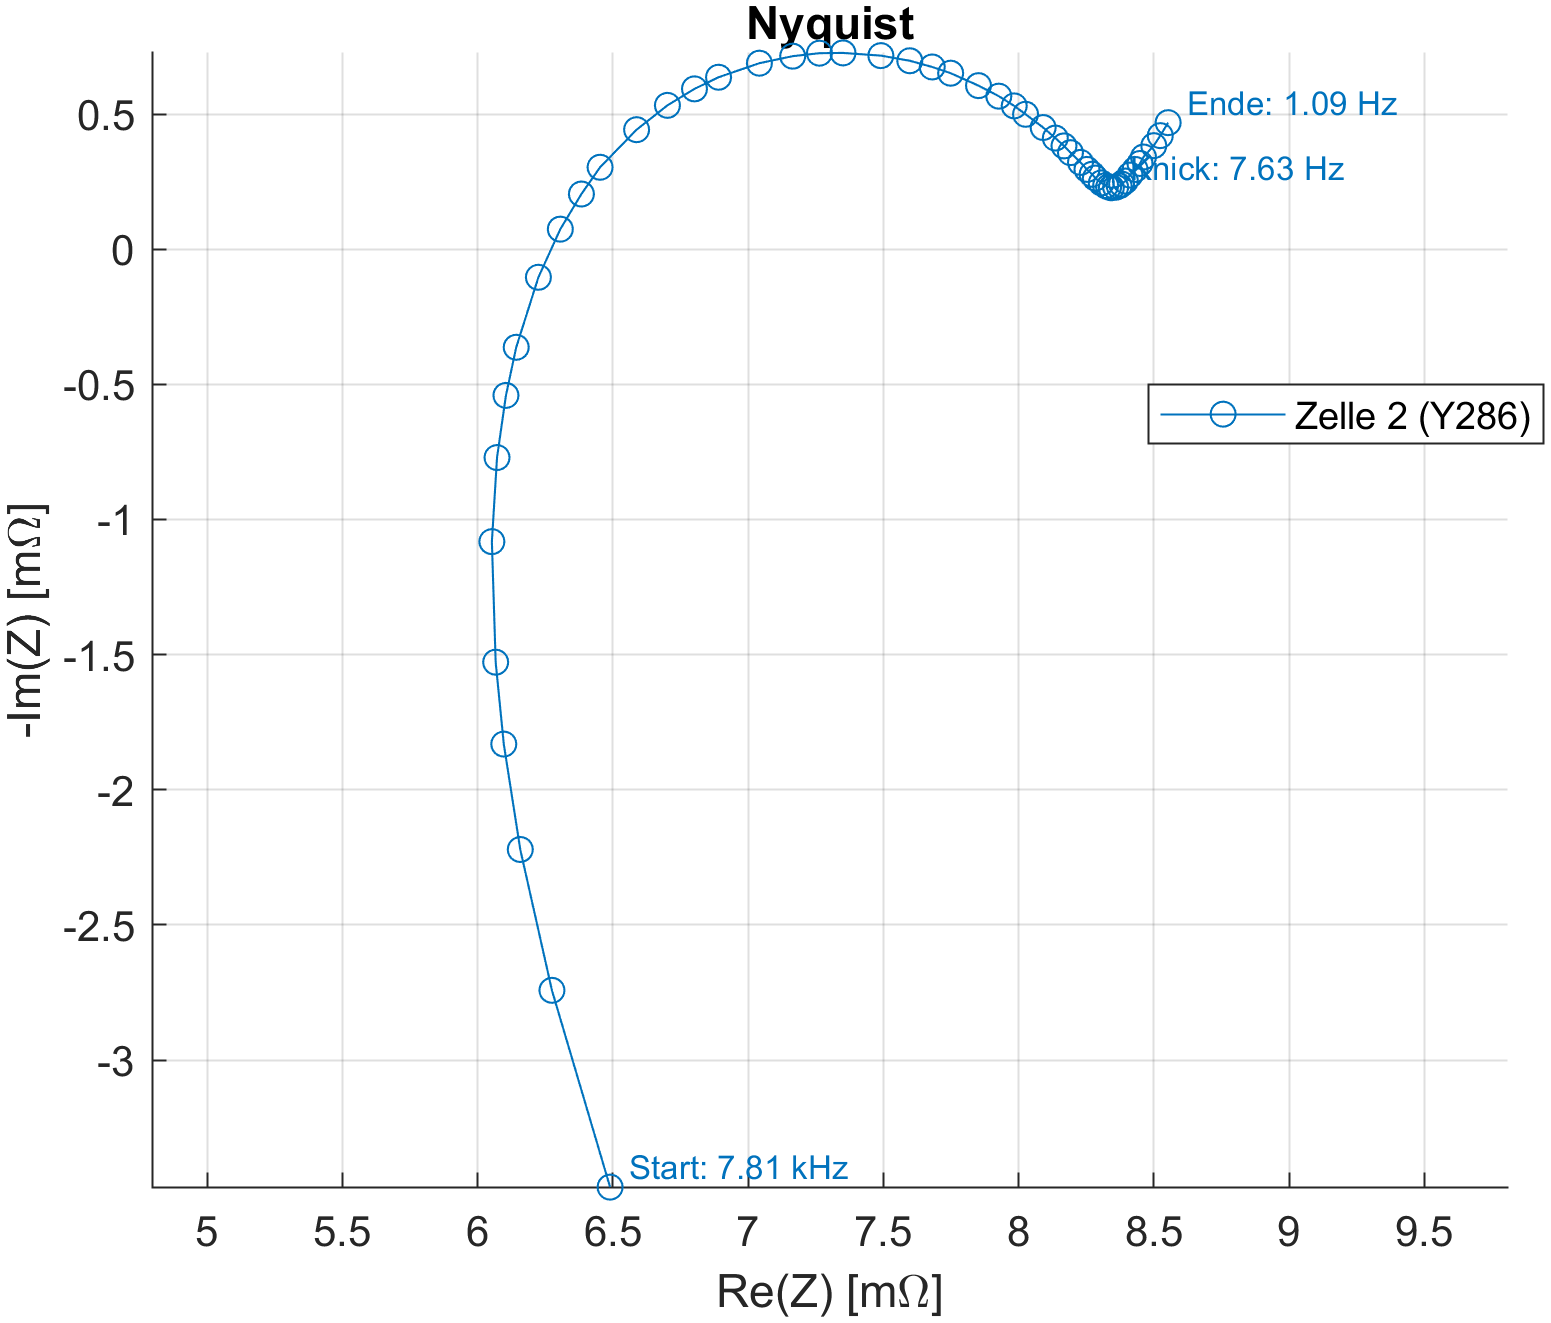 Nyquist
Ende: 1.09 Hz
Knick: 7.63 Hz
Zelle 2 (Y286)
Start: 7.81 kHz
-Im(Z) [mΩ]
0.5
0
-0.5
-1
-1.5
-2
-2.5
-3
5 5.5 6 6.5 7 7.5 8 8.5 9 9.5
Re(Z) [mΩ]